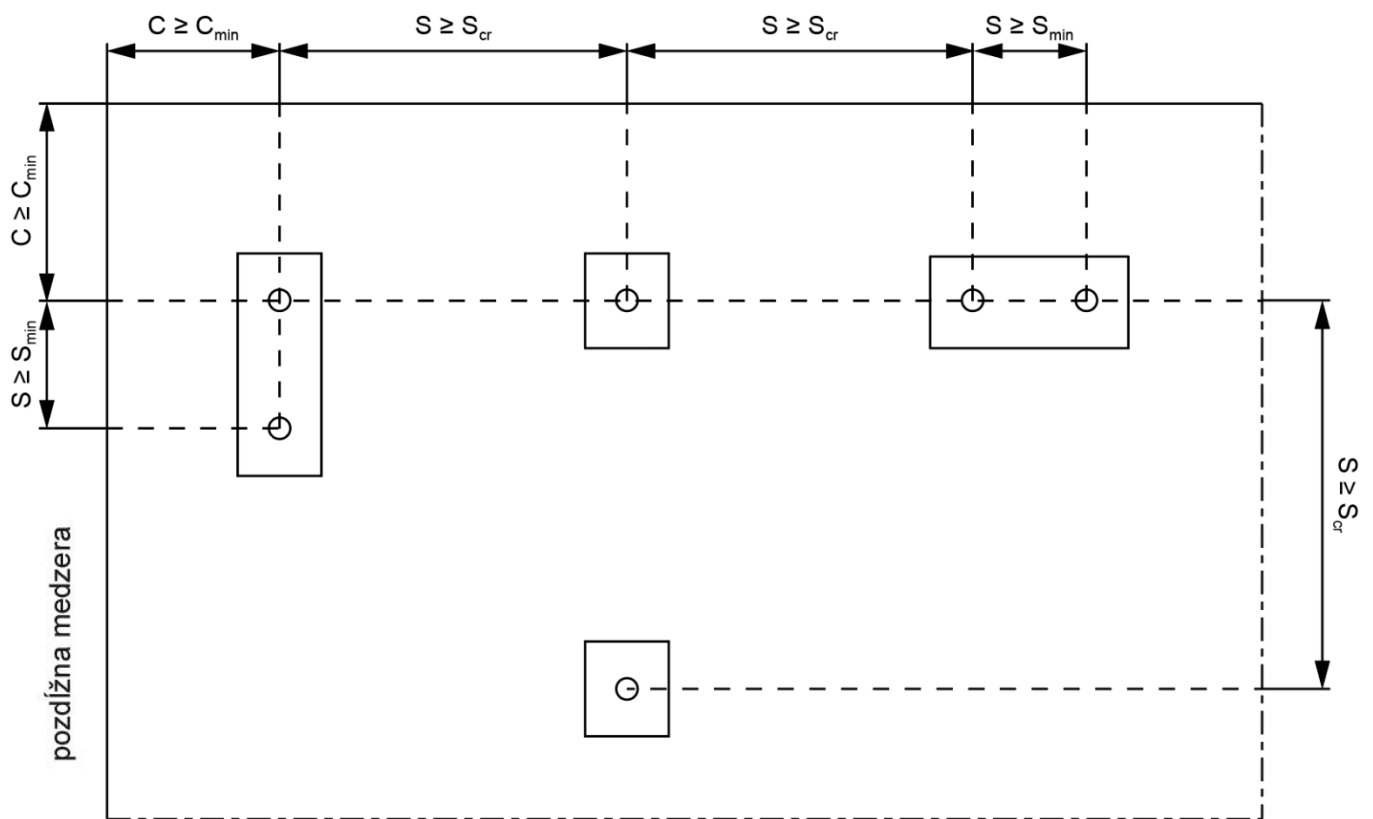 C ≥ Cmin
S ≥ Scr
S ≥ Scr
S ≥ Smin
C ≥ Cmin
S ≥ Smin
S ≥ Scr
pozdĺžna medzera